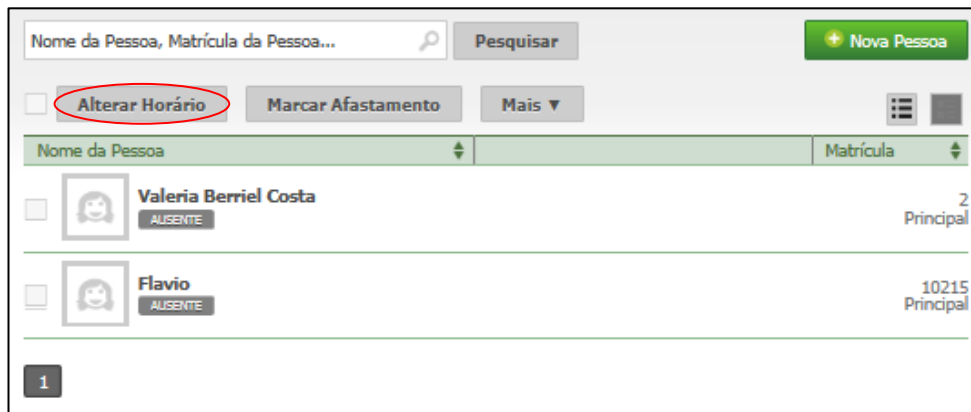 Nome da Pessoa, Matrícula da Pessoa... Pesquisar Nova Pessoa
Alterar Horário Marcar Afastamento Mais ▼
Nome da Pessoa Matrícula
Valeria Berriel Costa 2
AUSENTE Principal
Flavio 10215
AUSENTE Principal
1